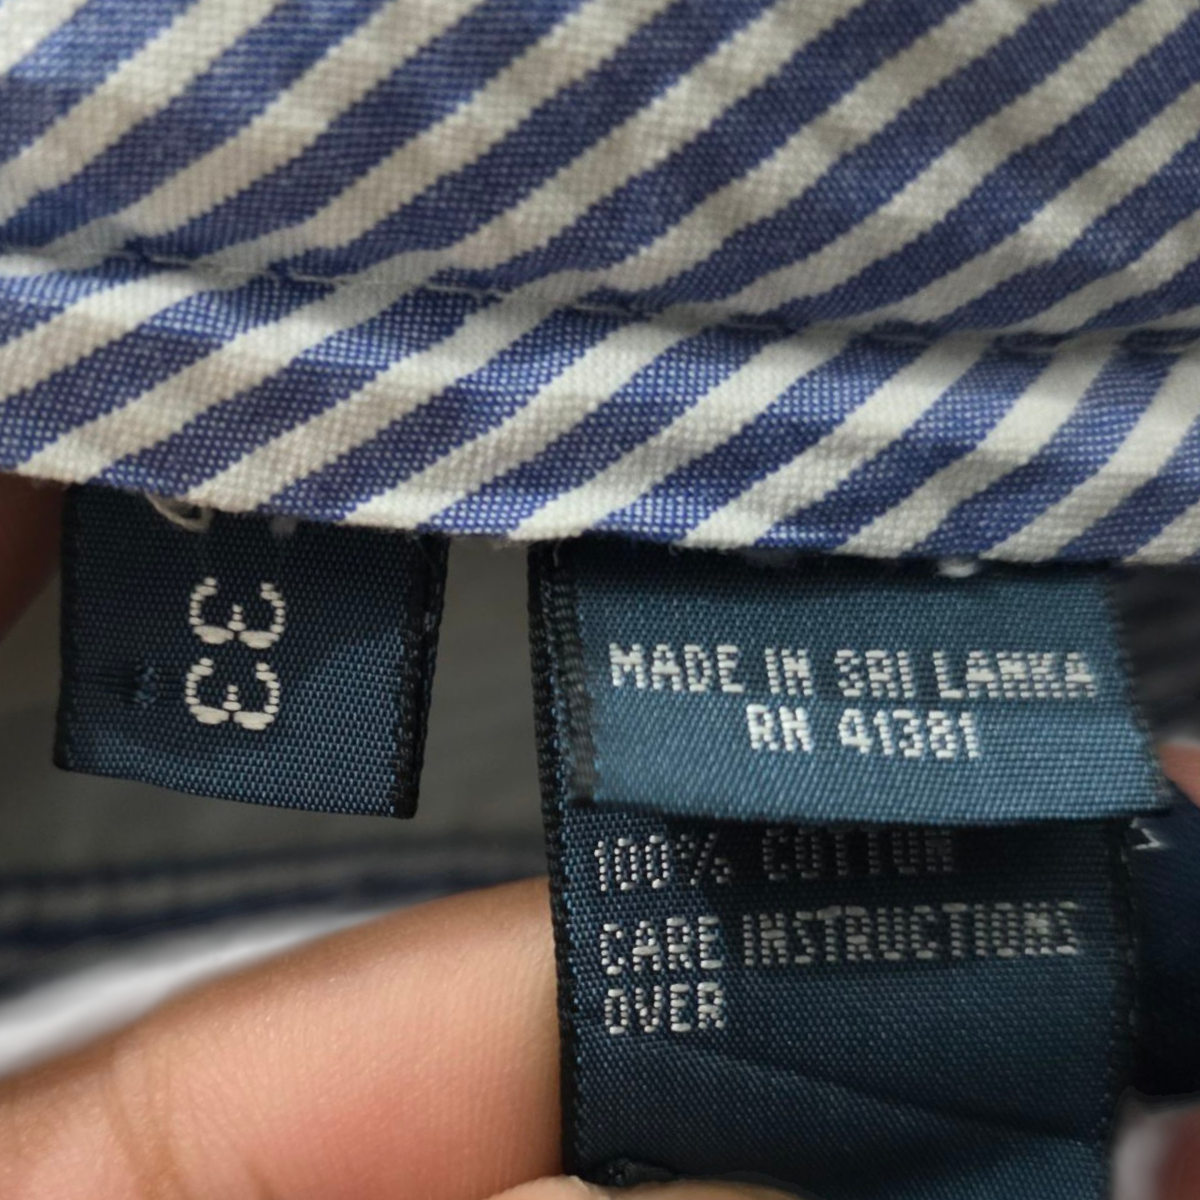 33
MADE IN SRI LANKA
RN 41381
100% COTTON
CARE INSTRUCTIONS
OVER